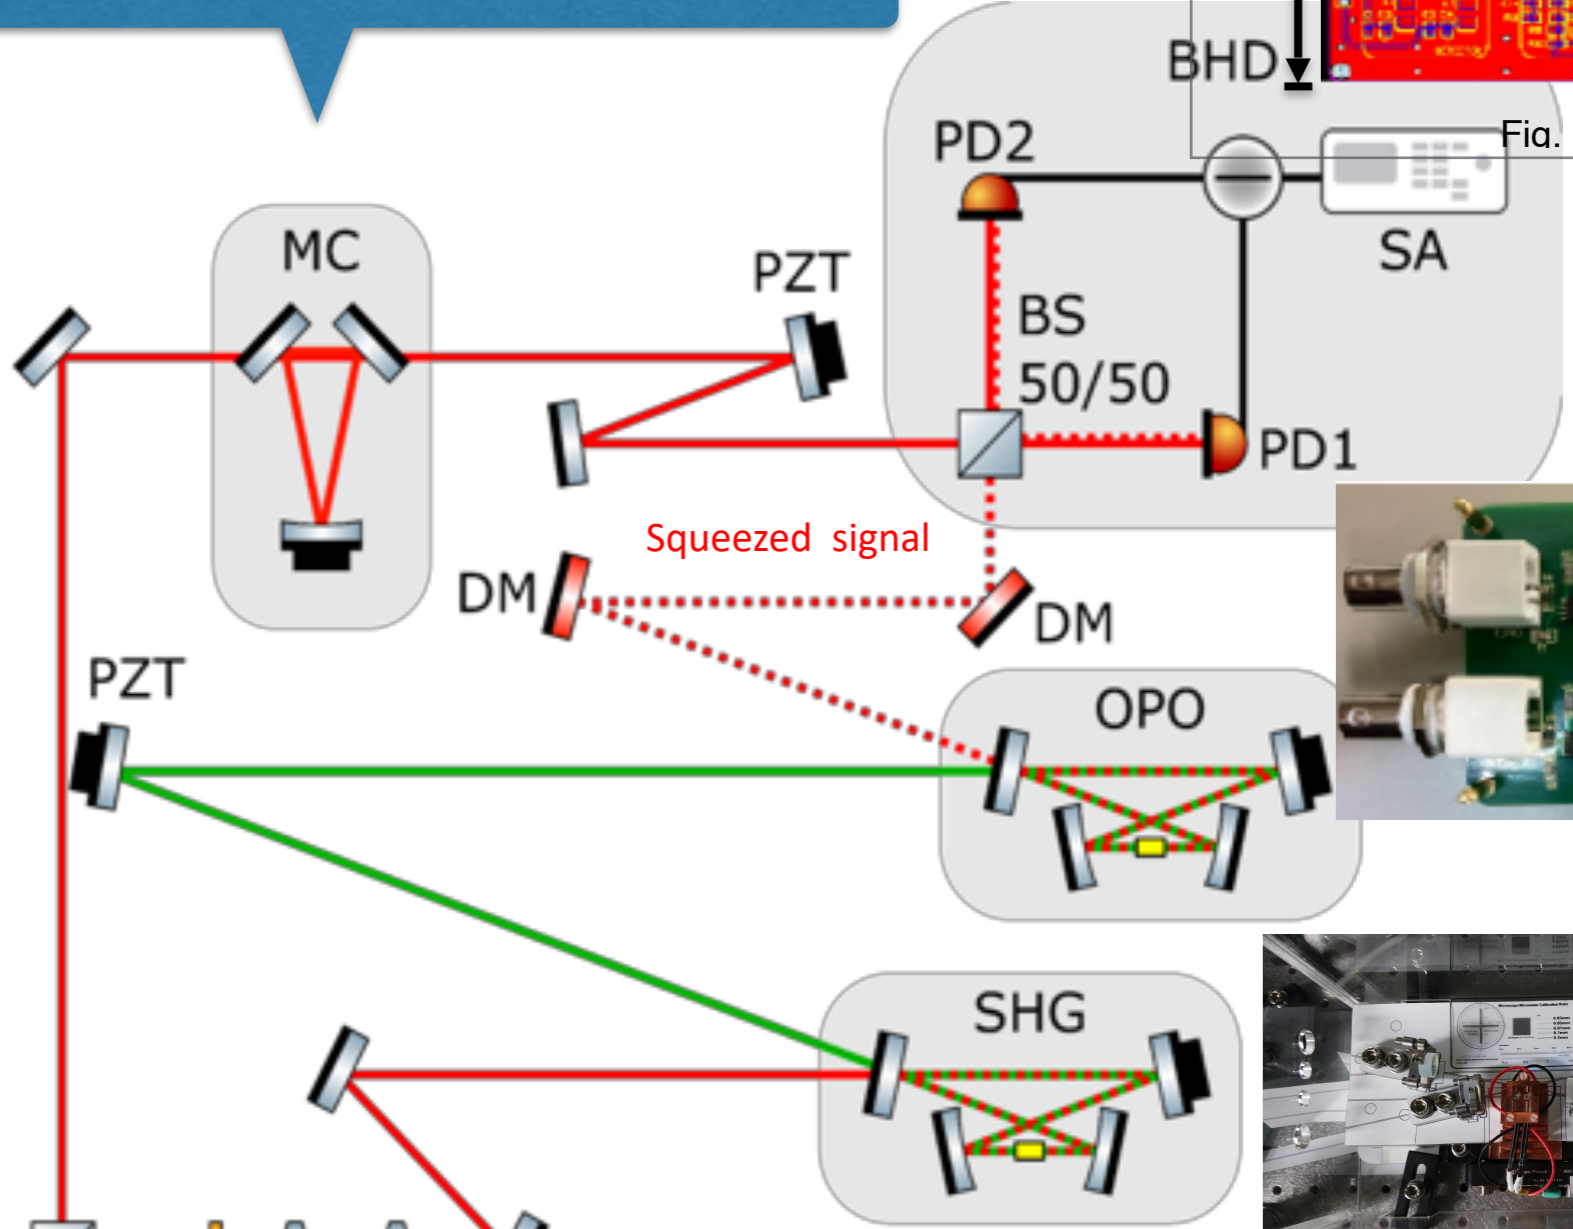 BHD
Fig.
PD2
SA
MC
PZT
BS
50/50
PD1
Squeezed signal
DM
DM
PZT
OPO
SHG